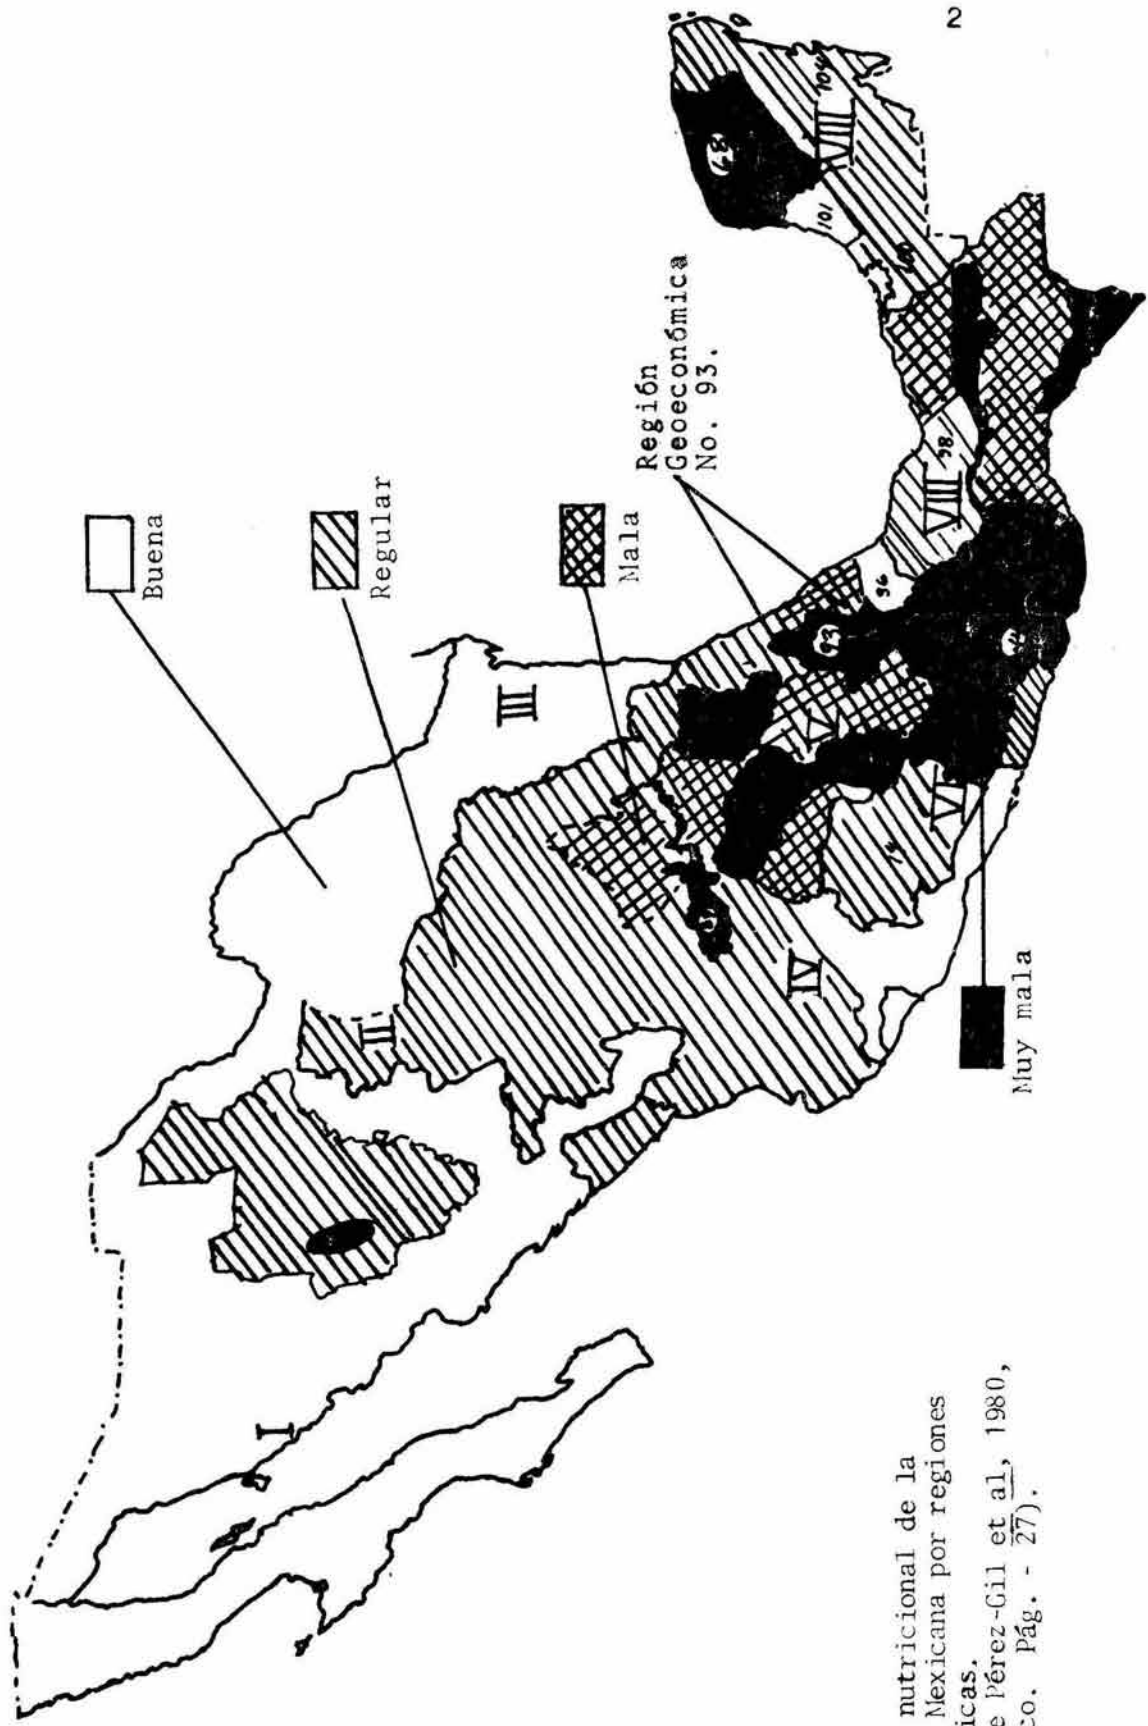 2
Buena
Regular
Mala
Muy mala
Región
Geoeconómica
No. 93.
I
II
III
IV
V
VI
VIII
VIII
93
96
98
101
104
nutricional de la
Mexicana por regiones
icas.
e Pérez-Gil et al, 1980,
co. Pág. - 27).